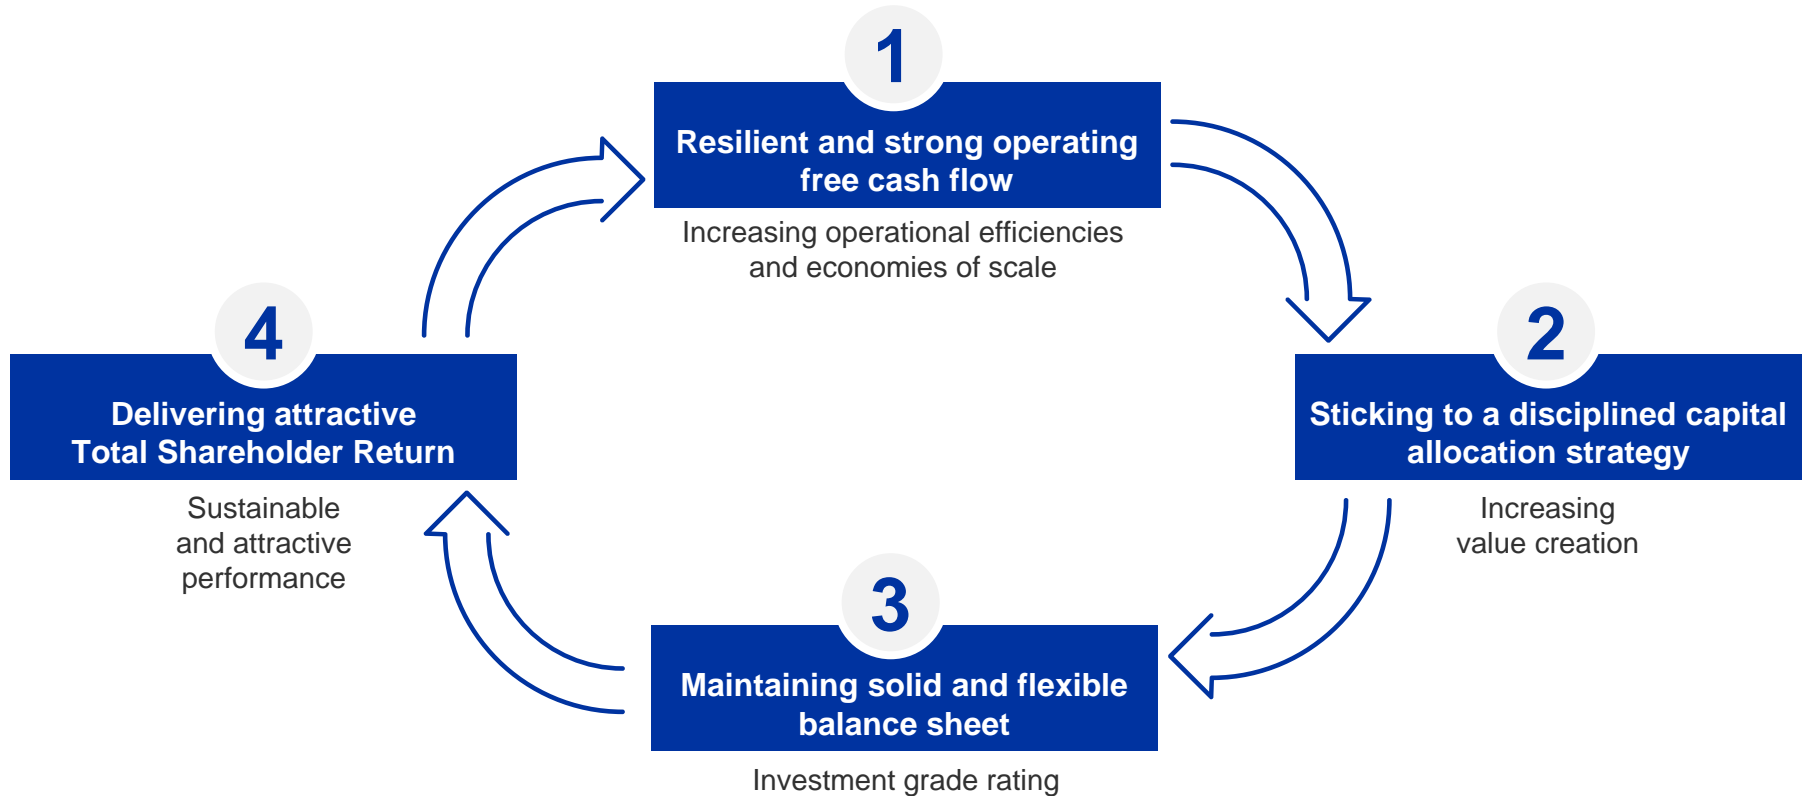 1
Resilient and strong operating
free cash flow
Increasing operational efficiencies
and economies of scale
2
Sticking to a disciplined capital
allocation strategy
Increasing
value creation
3
Maintaining solid and flexible
balance sheet
Investment grade rating
4
Delivering attractive
Total Shareholder Return
Sustainable
and attractive
performance